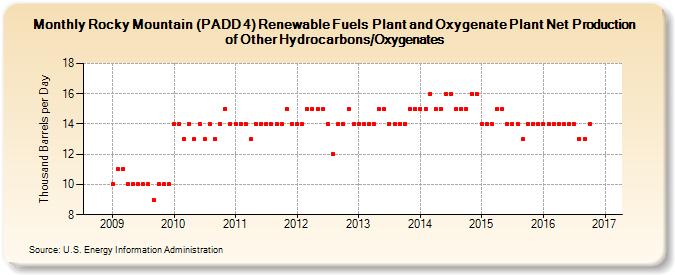 Monthly Rocky Mountain (PADD 4) Renewable Fuels Plant and Oxygenate Plant Net Production
of Other Hydrocarbons/Oxygenates
Thousand Barrels per Day
18
16
14
12
10
8
2009 2010 2011 2012 2013 2014 2015 2016 2017
Source: U.S. Energy Information Administration